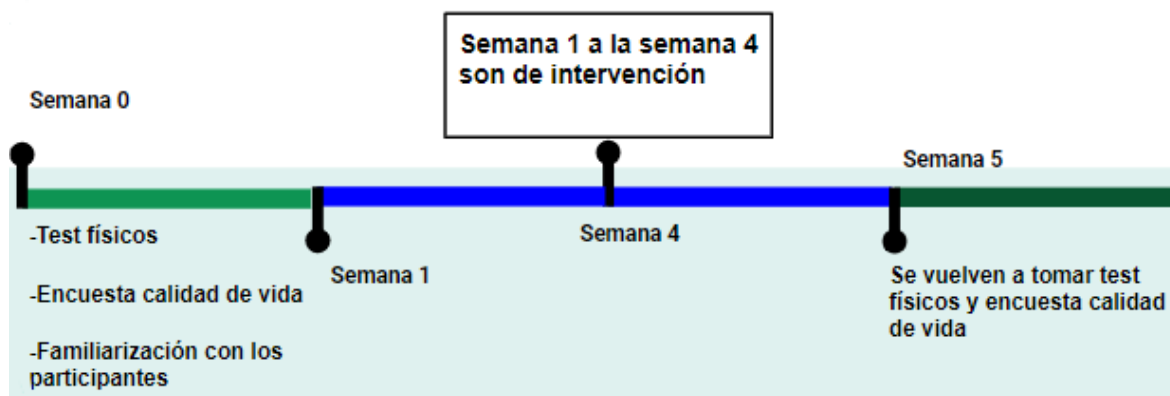 Semana 1 a la semana 4
son de intervención
Semana 0
Semana 5
-Test físicos
Semana 4
Semana 1
-Encuesta calidad de vida
Se vuelven a tomar test
físicos y encuesta calidad
de vida
-Familiarización con los
participantes